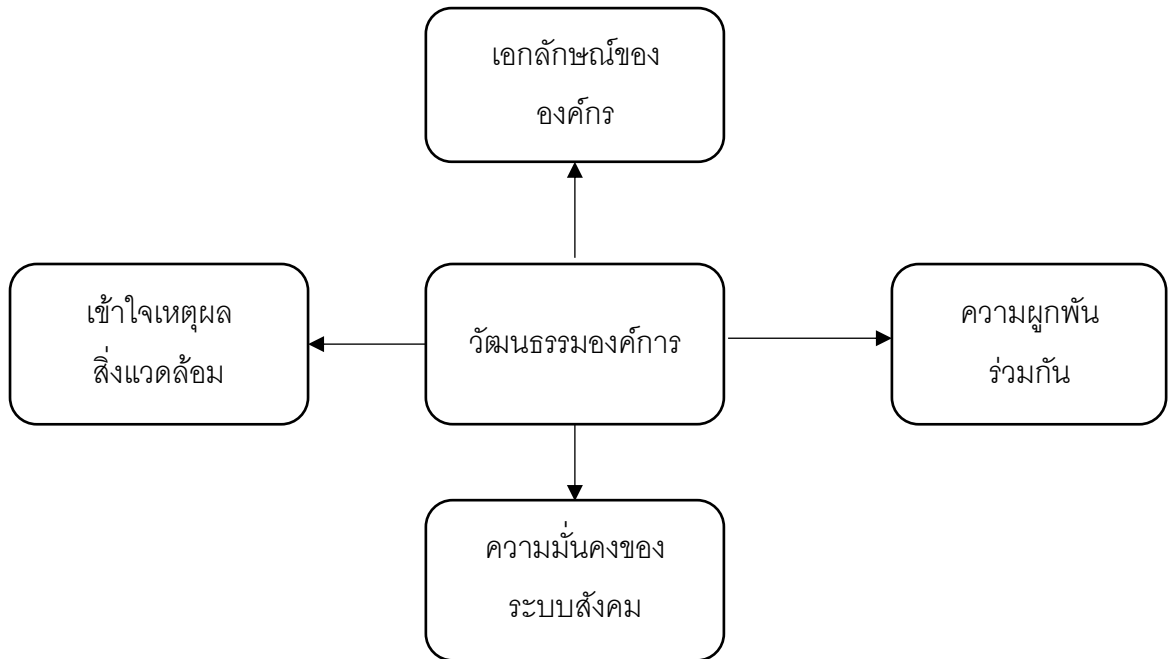 เอกลักษณ์ของ
องค์กร
เข้าใจเหตุผล
สิ่งแวดล้อม
วัฒนธรรมองค์การ
ความผูกพัน
ร่วมกัน
ความมั่นคงของ
ระบบสังคม